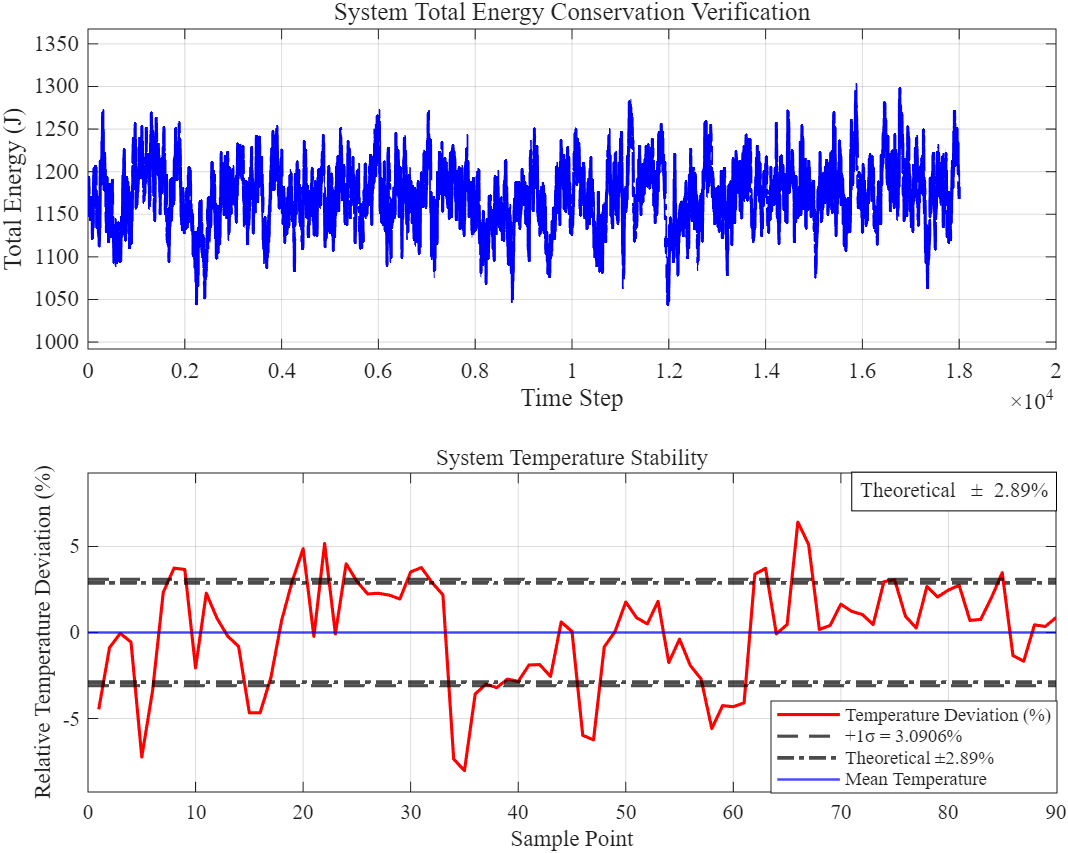 System Total Energy Conservation Verification
Total Energy (J)
1350
1300
1250
1200
1150
1100
1050
1000
0 0.2 0.4 0.6 0.8 1 1.2 1.4 1.6 1.8 2
Time Step
×10⁴
System Temperature Stability
Relative Temperature Deviation (%)
Theoretical ± 2.89%
5
0
-5
Temperature Deviation (%)
+1σ = 3.0906%
Theoretical ±2.89%
Mean Temperature
0 10 20 30 40 50 60 70 80 90
Sample Point